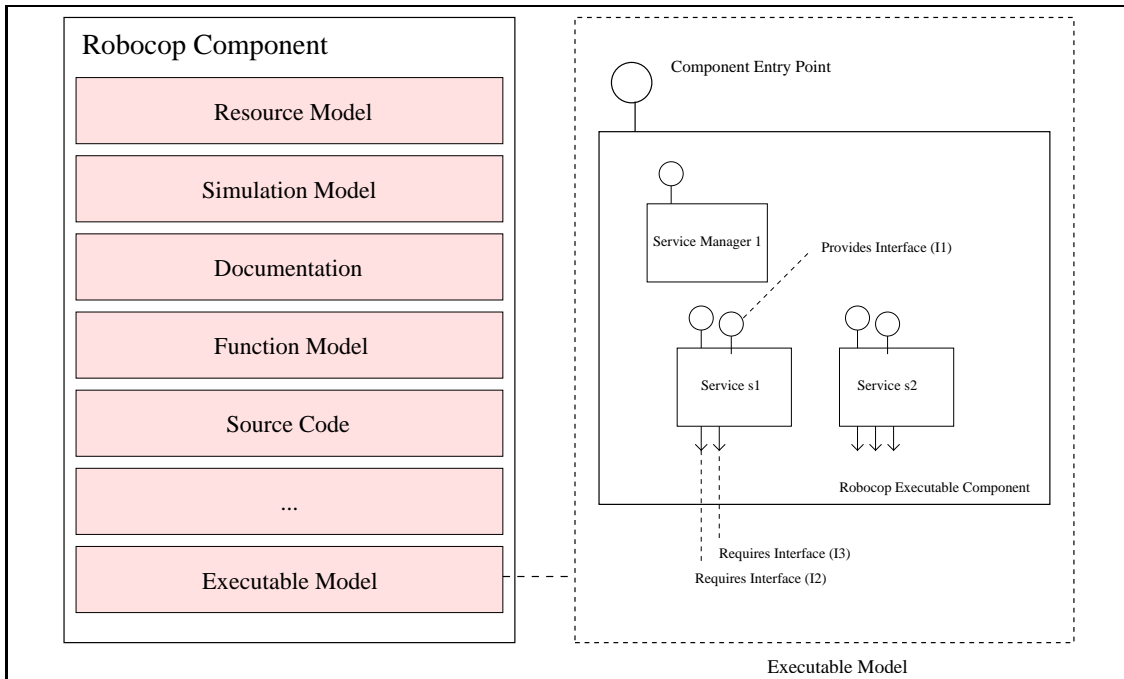 Robocop Component
Resource Model
Simulation Model
Documentation
Function Model
Source Code
...
Executable Model
Component Entry Point
Service Manager 1
Provides Interface (I1)
Service s1
Service s2
Robocop Executable Component
Requires Interface (I3)
Requires Interface (I2)
Executable Model